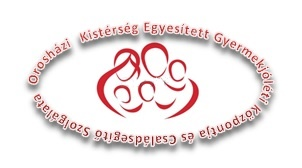 Orosházi Kistérség Egyesített Gyermekjóléti Központja és Családsegítő Szolgálata